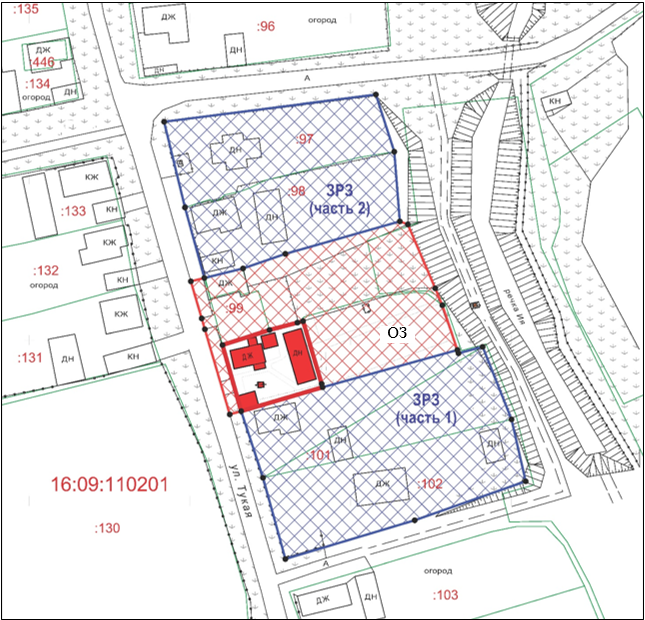 :135
ДЖ
:96
огород
ДЖ
:446
ДН
ДН
:134
ДН
огород
А
КН
:97
ДН
КЖ
:98
ЗРЗ
(часть 2)
:133
КН
ДЖ
ДН
КЖ
:132
КН
огород
КН
ДЖ
речка Ия
:99
КЖ
ОЗ
:131
ДН
КН
ДЖ
ДН
ЗРЗ
(часть 1)
ДЖ
ДН
ДН
101
ул. Тукая
16:09:110201
ДЖ
:102
:130
А
огород
ДЖ
ДН
:103